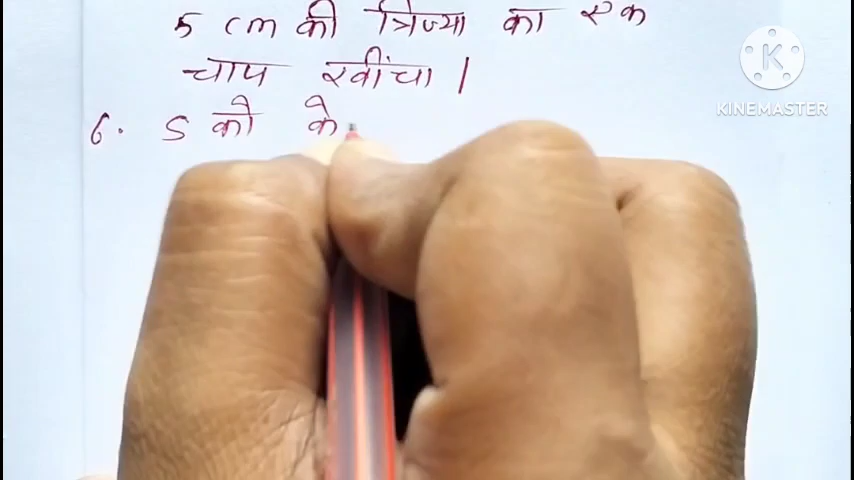 5 cm की त्रिज्या का एक
चाप खींचा |
6. S को के
KINEMASTER